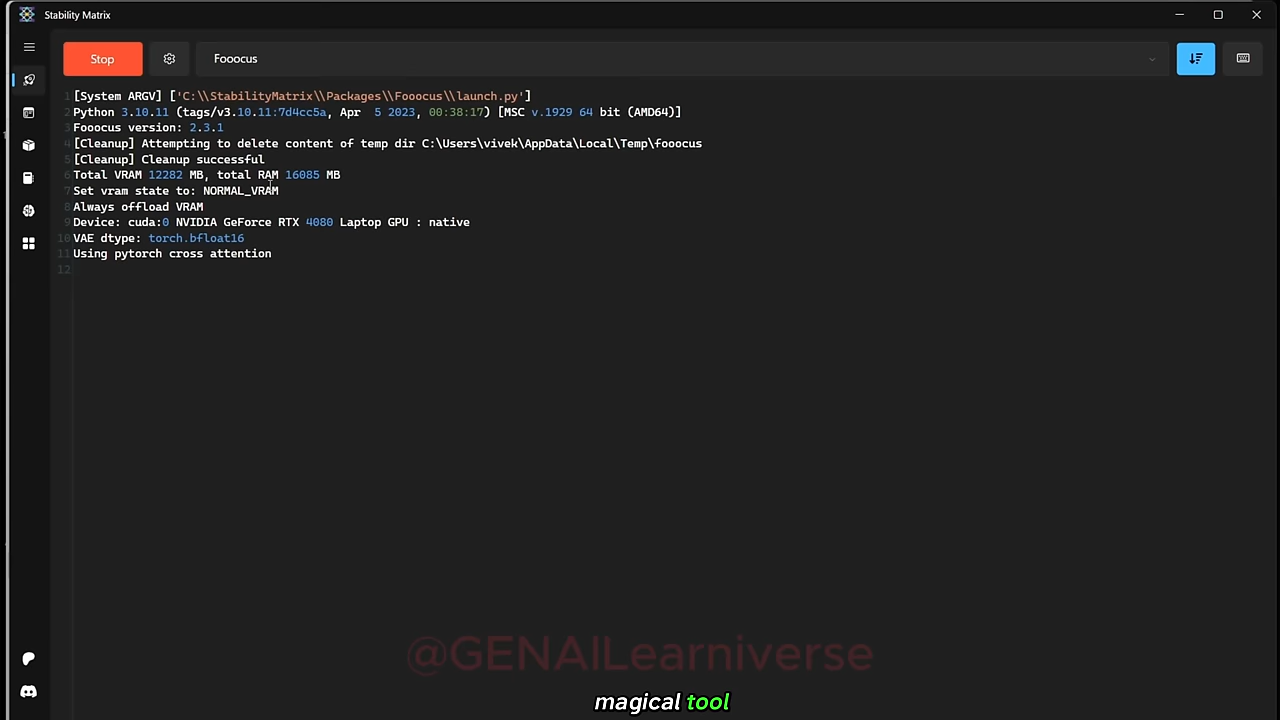 Stability Matrix
Stop
Fooocus
1 [System ARGV] ['C:\\StabilityMatrix\\Packages\\Fooocus\\launch.py']
2 Python 3.10.11 (tags/v3.10.11:7d4cc5a, Apr  5 2023, 00:38:17) [MSC v.1929 64 bit (AMD64)]
3 Fooocus version: 2.3.1
4 [Cleanup] Attempting to delete content of temp dir C:\Users\vivek\AppData\Local\Temp\fooocus
5 [Cleanup] Cleanup successful
6 Total VRAM 12282 MB, total RAM 16085 MB
7 Set vram state to: NORMAL_VRAM
8 Always offload VRAM
9 Device: cuda:0 NVIDIA GeForce RTX 4080 Laptop GPU : native
10 VAE dtype: torch.bfloat16
11 Using pytorch cross attention
12
@GENAILearniverse
magical tool